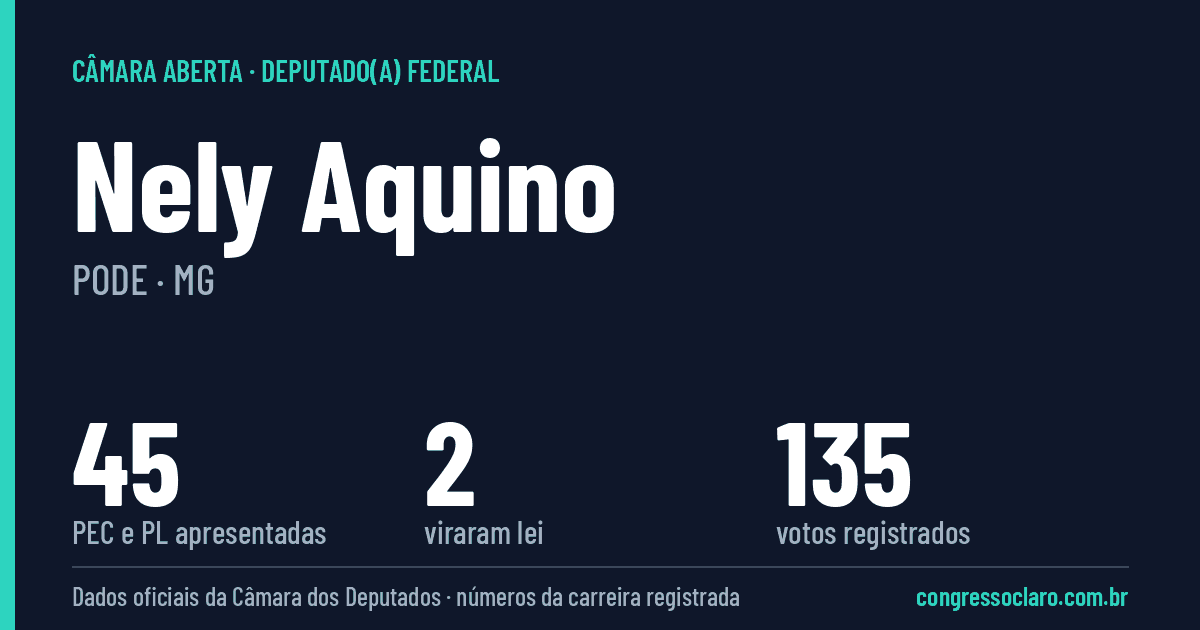 CÂMARA ABERTA · DEPUTADO(A) FEDERAL
Nely Aquino
PODE · MG
45 2 135
PEC e PL apresentadas viraram lei votos registrados
Dados oficiais da Câmara dos Deputados · números da carreira registrada congressoclaro.com.br